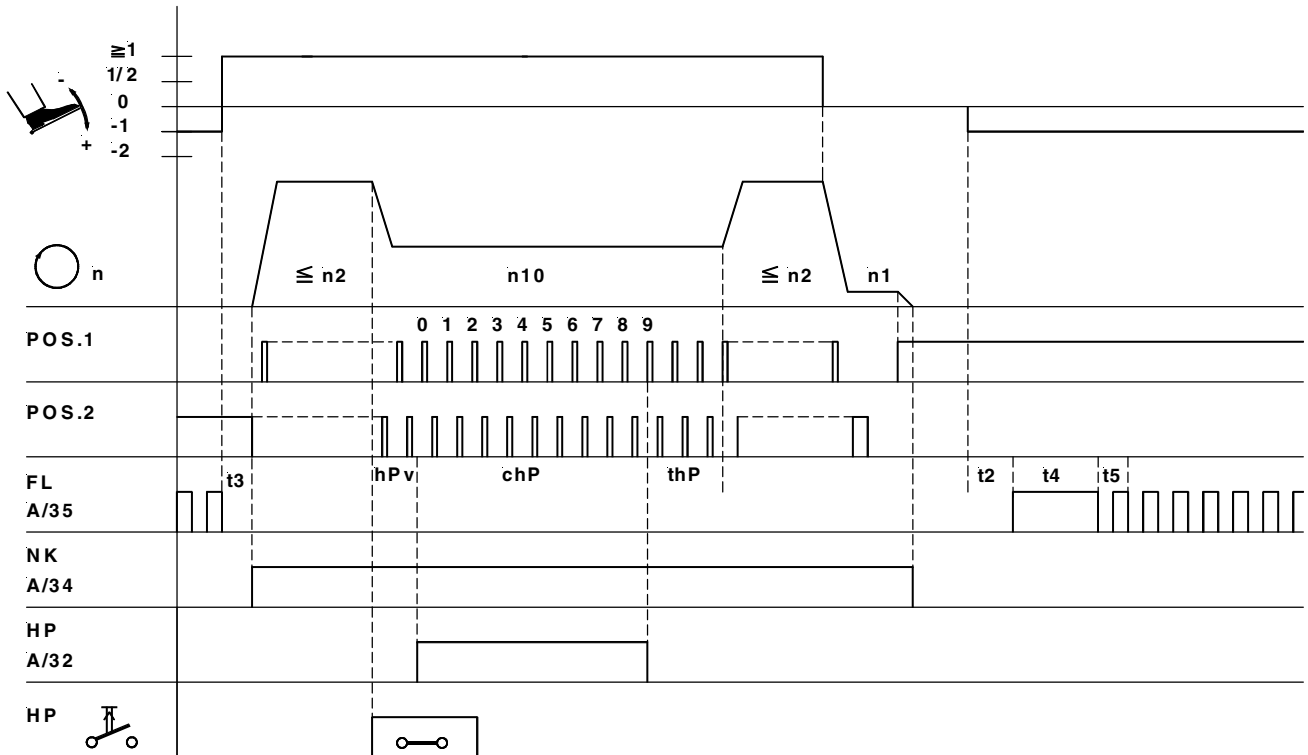 ≧1
1/2
0
-1
-2
-
+
n
≦ n2
n10
≦ n2
n1
POS.1
0 1 2 3 4 5 6 7 8 9
POS.2
hPv
chP
thP
FL
A/35
t3
t2
t4
t5
NK
A/34
HP
A/32
HP